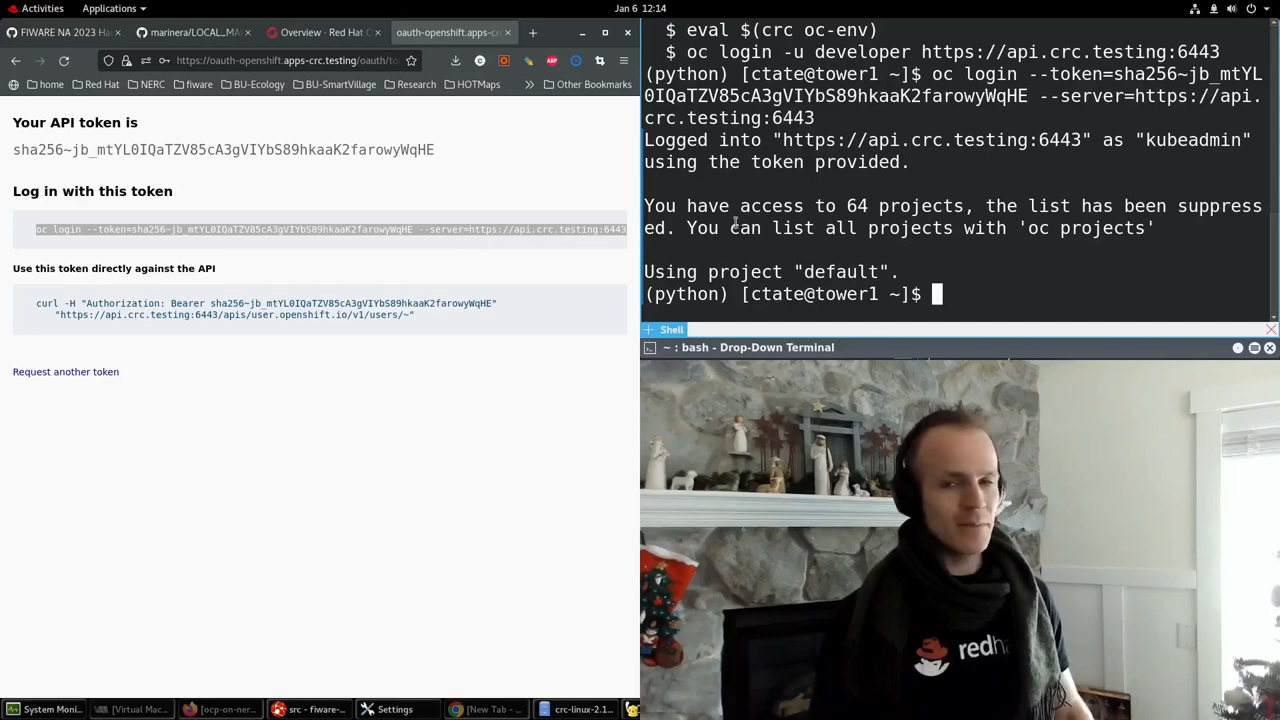 Activities
Applications
Jan 6 12:14
FIWARE NA 2023 Ha
marinera/LOCAL_MA
Overview · Red Hat O
oauth-openshift.apps-cr
https://oauth-openshift.apps-crc.testing/oauth/to
home
Red Hat
NERC
fiware
BU-Ecology
BU-SmartVillage
Research
HOTMaps
Other Bookmarks
Your API token is
sha256~jb_mtYL0IQaTZV85cA3gVIYbS89hkaaK2farowyWqHE
Log in with this token
oc login --token=sha256~jb_mtYL0IQaTZV85cA3gVIYbS89hkaaK2farowyWqHE --server=https://api.crc.testing:6443
Use this token directly against the API
curl -H "Authorization: Bearer sha256~jb_mtYL0IQaTZV85cA3gVIYbS89hkaaK2farowyWqHE"
"https://api.crc.testing:6443/apis/user.openshift.io/v1/users/~"
Request another token
$ eval $(crc oc-env)
$ oc login -u developer https://api.crc.testing:6443
(python) [ctate@tower1 ~]$ oc login --token=sha256~jb_mtYL
0IQaTZV85cA3gVIYbS89hkaaK2farowyWqHE --server=https://api.
crc.testing:6443
Logged into "https://api.crc.testing:6443" as "kubeadmin"
using the token provided.
You have access to 64 projects, the list has been suppress
ed. You can list all projects with 'oc projects'
Using project "default".
(python) [ctate@tower1 ~]$
Shell
~ : bash - Drop-Down Terminal
redha
System Moni...
[Virtual Mac...
[ocp-on-ner...
src - fiware-...
Settings
[New Tab - ...
crc-linux-2.1...